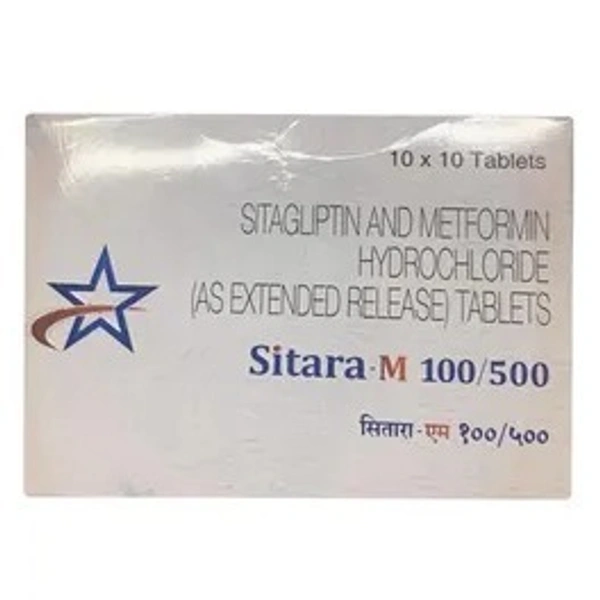 10 x 10 Tablets
SITAGLIPTIN AND METFORMIN
HYDROCHLORIDE
(AS EXTENDED RELEASE) TABLETS
Sitara-M 100/500
सितारा-एम १००/५००